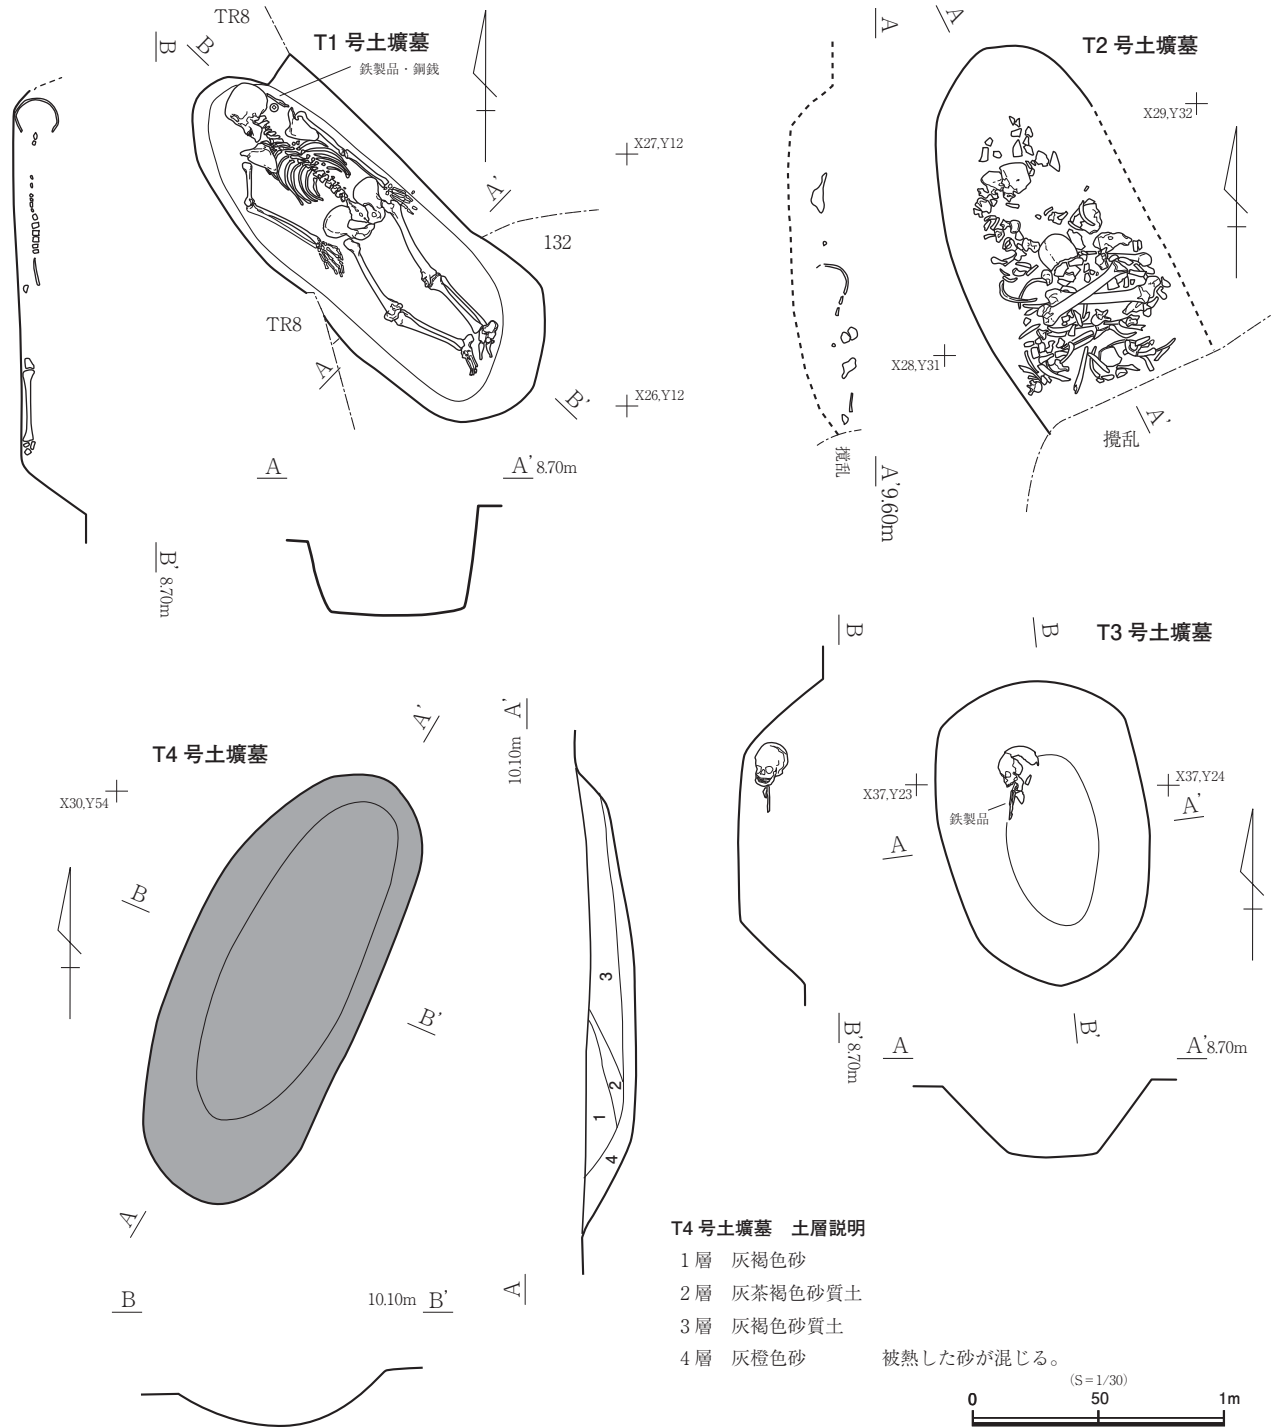 TR8
T1 号土壙墓
鉄製品・銅銭
B
B
X27,Y12
A'
132
TR8
A
B'
X26,Y12
A
A' 8.70m
B' 8.70m
A
A
T2 号土壙墓
X29,Y32
X28,Y31
A'
攪乱
攪乱
A' 9.60m
B
B
T3 号土壙墓
X37,Y23
X37,Y24
A'
鉄製品
A
B'
B' 8.70m
A
A' 8.70m
A'
A' 10.10m
T4 号土壙墓
X30,Y54
B
B'
A
3
2
1
4
A
B
10.10m B'
T4 号土壙墓 土層説明
1 層 灰褐色砂
2 層 灰茶褐色砂質土
3 層 灰褐色砂質土
4 層 灰橙色砂 被熱した砂が混じる。
(S=1/30)
0 50 1m